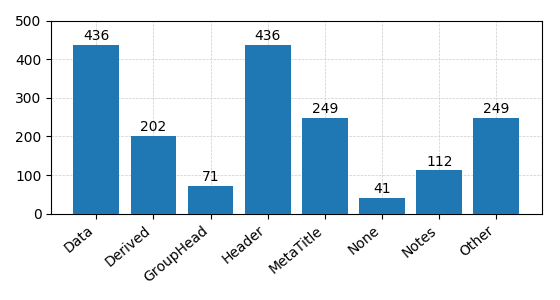 500
400
300
200
100
0
436
202
71
436
249
41
112
249
Data
Derived
GroupHead
Header
MetaTitle
None
Notes
Other